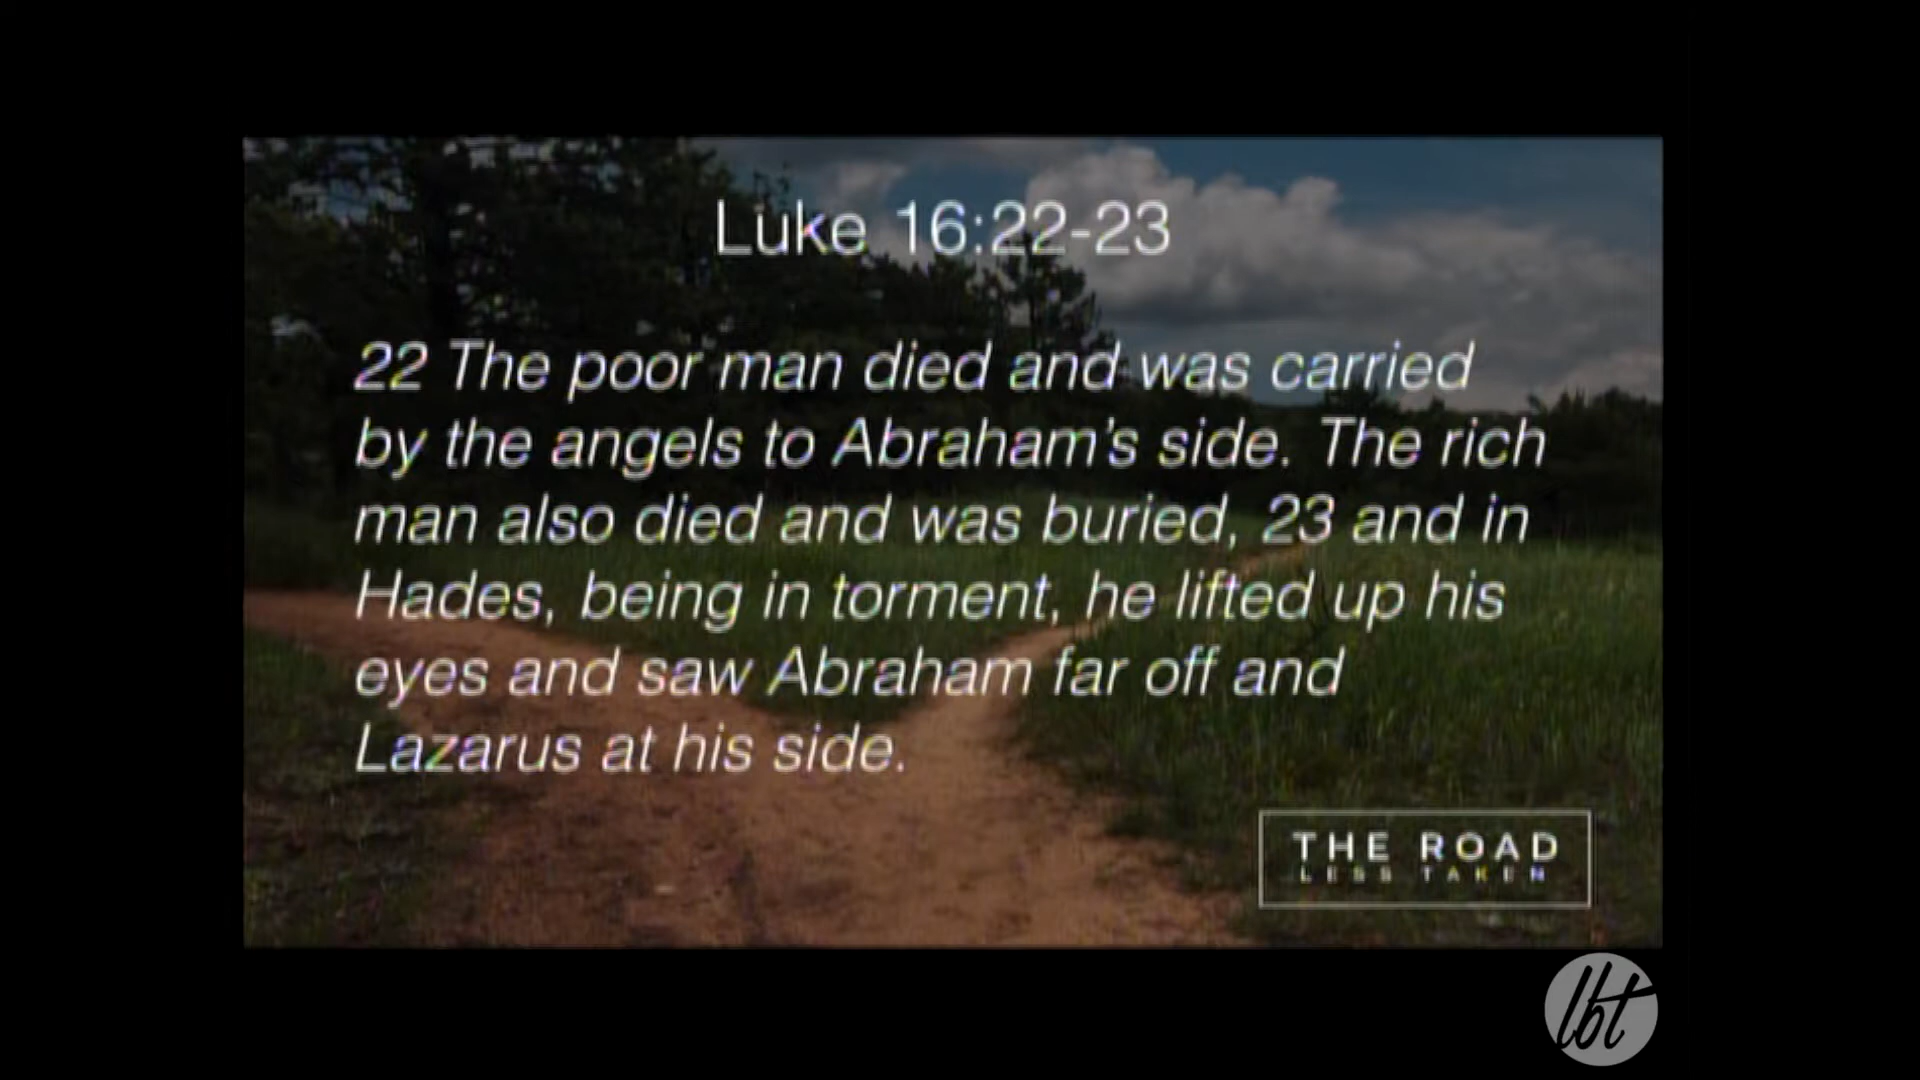 Luke 16:22-23
22 The poor man died and was carried
by the angels to Abraham's side. The rich
man also died and was buried, 23 and in
Hades, being in torment, he lifted up his
eyes and saw Abraham far off and
Lazarus at his side.
THE ROAD
LESS TAKEN
lbt